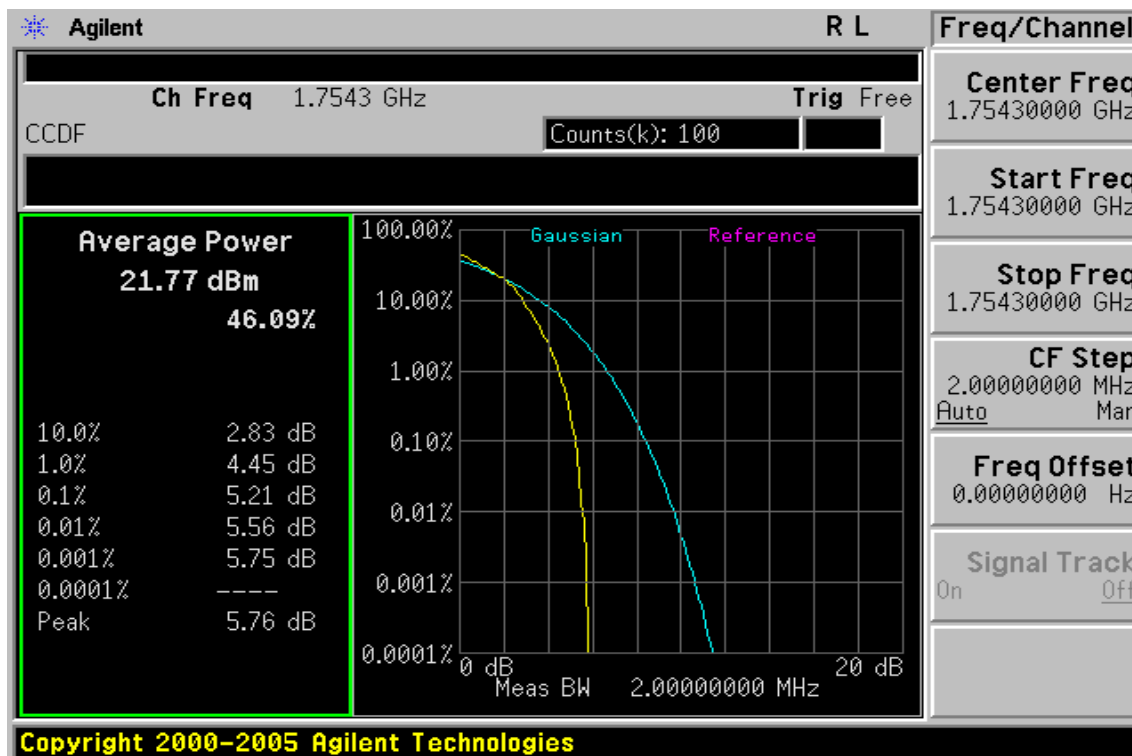 Agilent R L Freq/Channel
Ch Freq 1.7543 GHz Trig Free
CCDF Counts(k): 100
Center Freq
1.75430000 GHz
Start Freq
1.75430000 GHz
Stop Freq
1.75430000 GHz
CF Step
2.00000000 MHz
Auto Man
Freq Offset
0.00000000 Hz
Signal Track
On Off
Average Power
21.77 dBm
46.09%
10.0% 2.83 dB
1.0% 4.45 dB
0.1% 5.21 dB
0.01% 5.56 dB
0.001% 5.75 dB
0.0001% ----
Peak 5.76 dB
Gaussian Reference
100.00%
10.00%
1.00%
0.10%
0.01%
0.001%
0.0001%
0 dB 20 dB
Meas BW 2.00000000 MHz
Copyright 2000-2005 Agilent Technologies